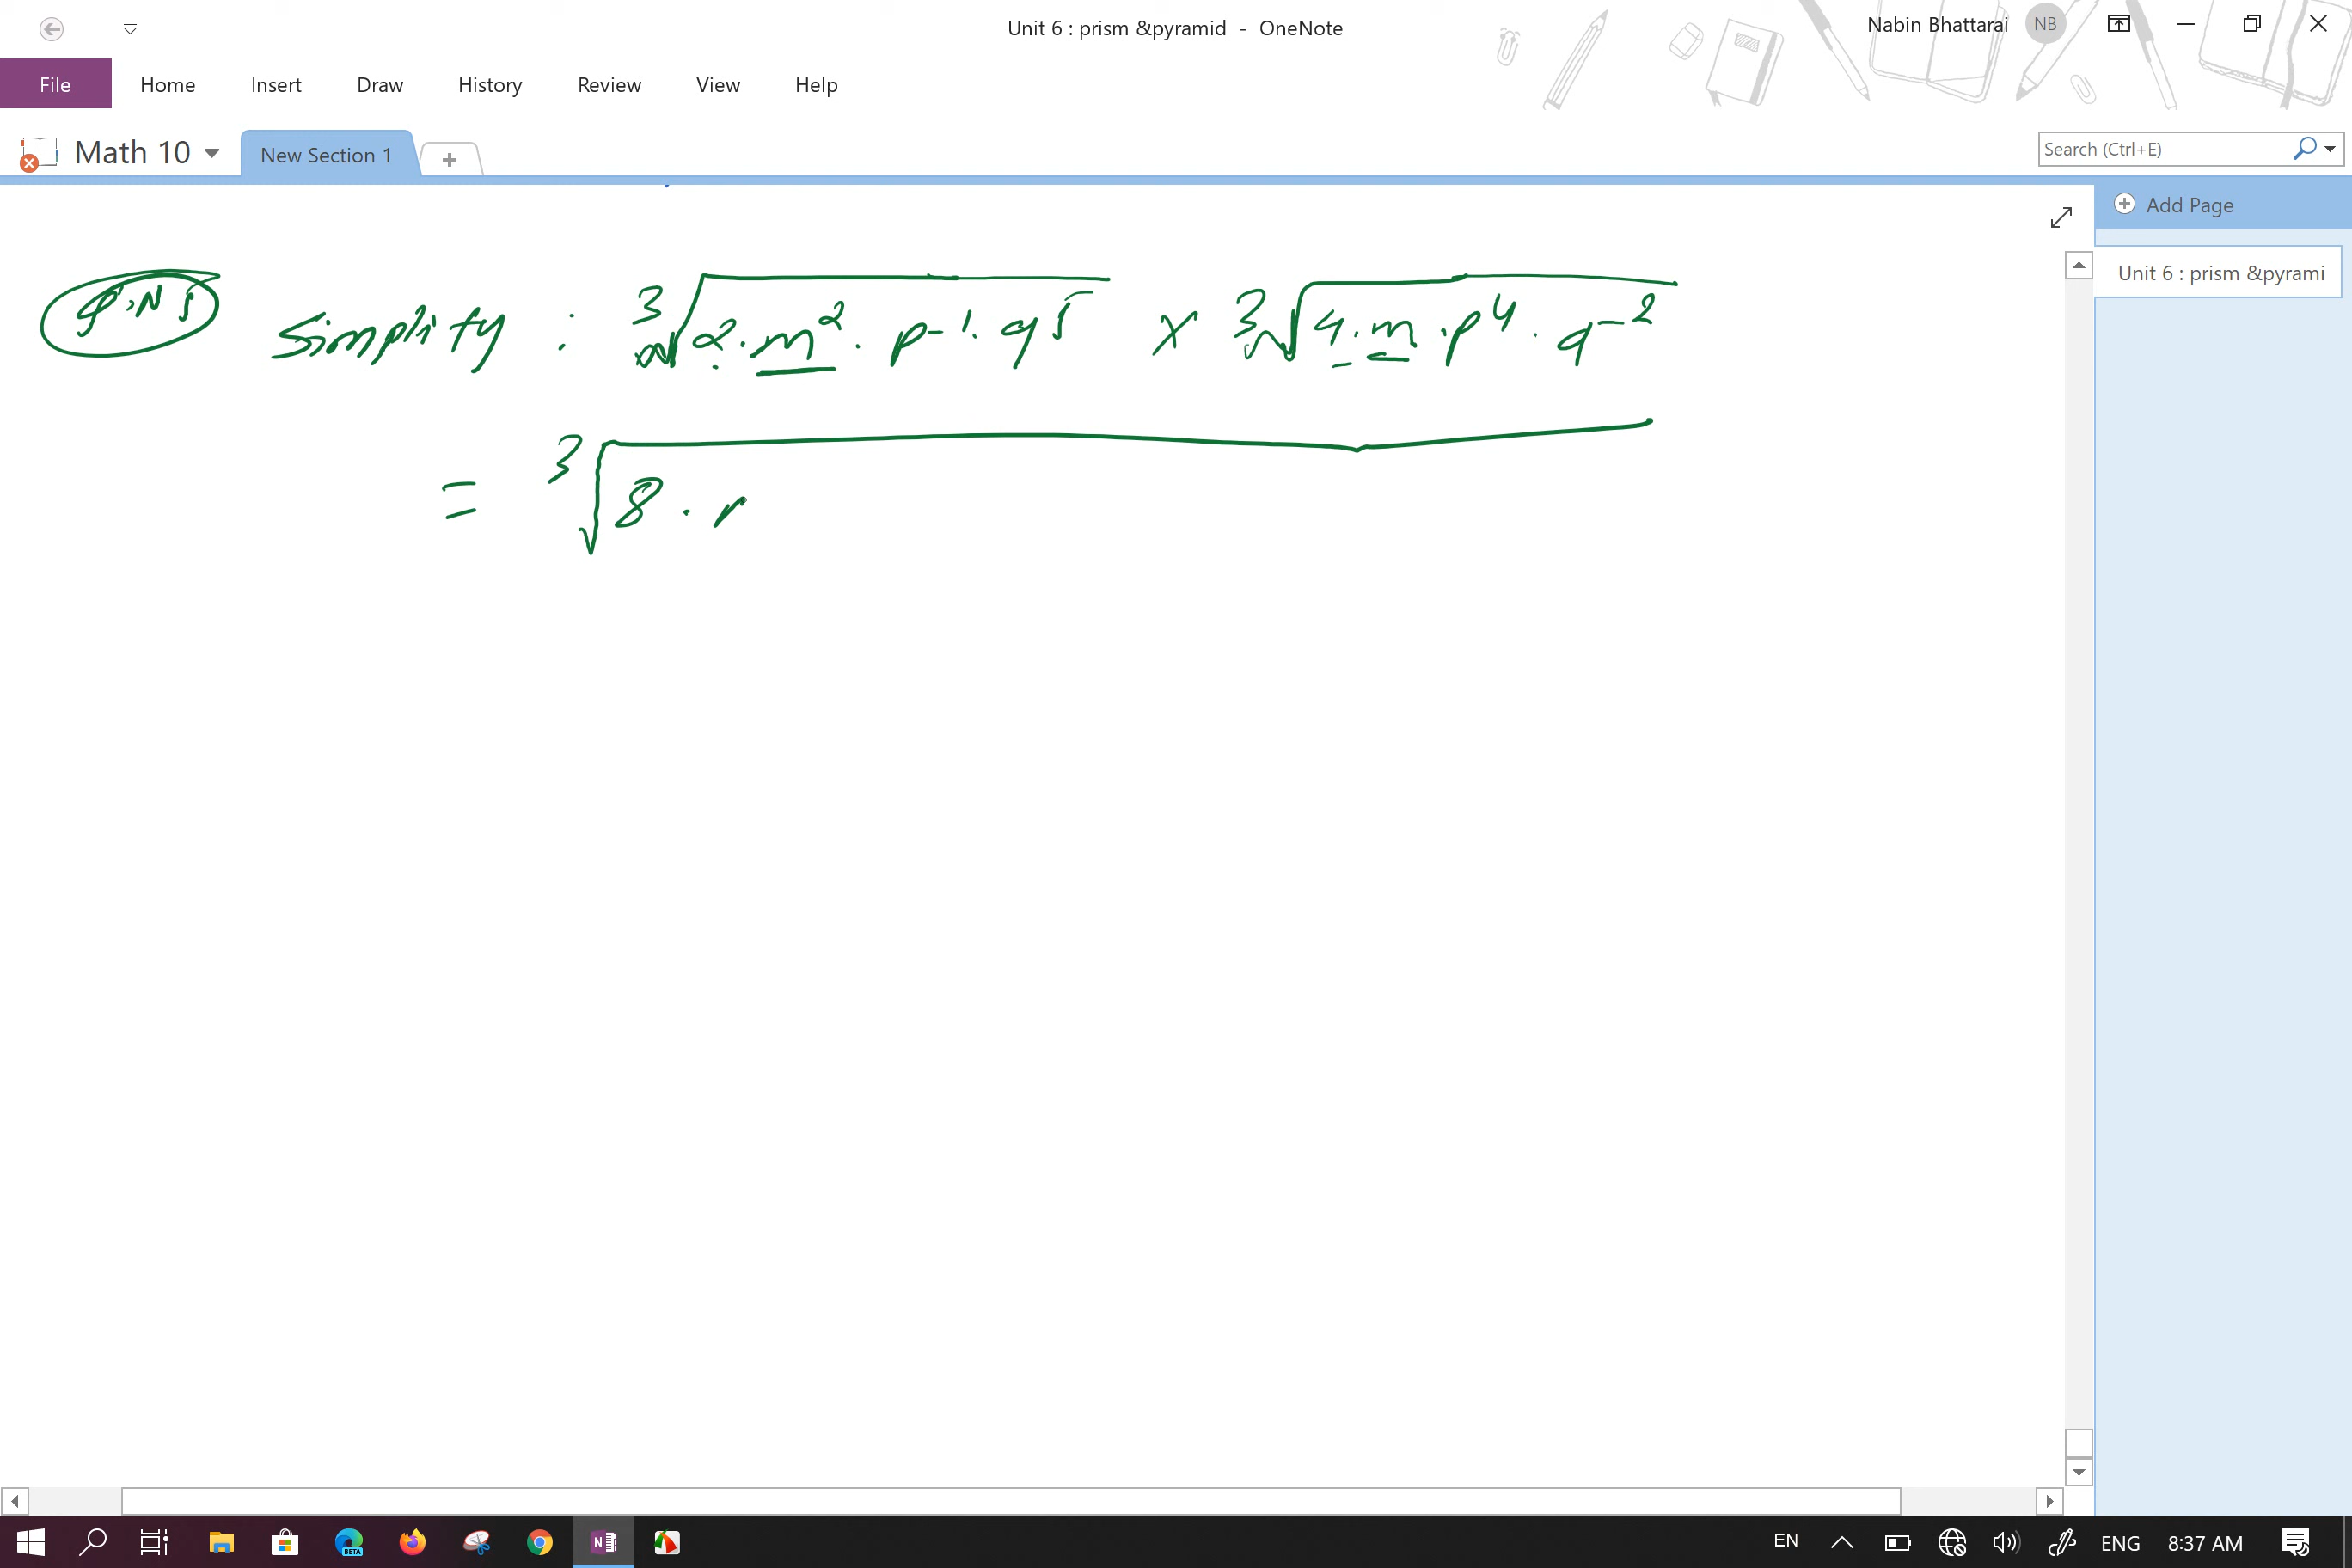 Unit 6 : prism &pyramid - OneNote
Nabin Bhattarai NB
File Home Insert Draw History Review View Help
Math 10 New Section 1 +
Search (Ctrl+E)
Add Page
Unit 6 : prism &pyrami
Q.N 5 Simplify : ∛(2·m²·p⁻¹·q⁵) × ∛(4·m·p⁴·q⁻²)
= ∛(8 ·
BETA
EN ENG 8:37 AM